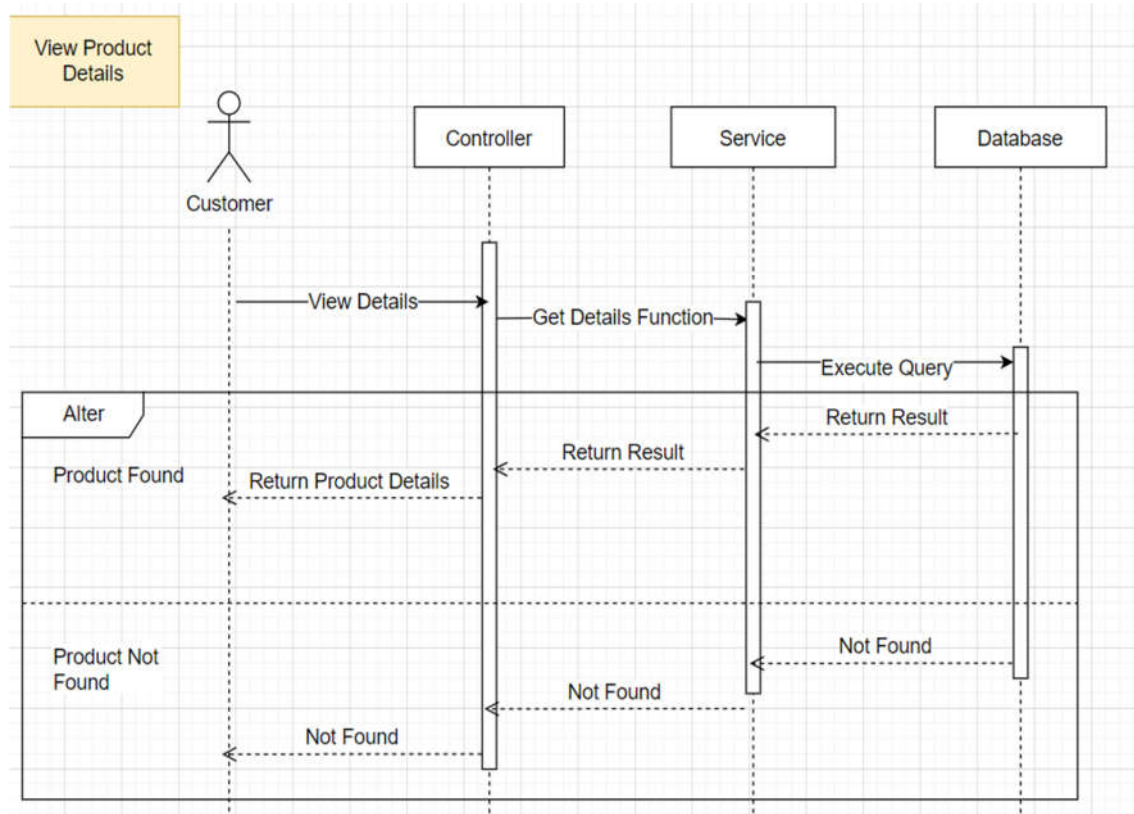 View Product
Details
Customer
Controller
Service
Database
View Details
Get Details Function
Execute Query
Alter
Return Result
Return Result
Product Found
Return Product Details
Not Found
Product Not
Found
Not Found
Not Found